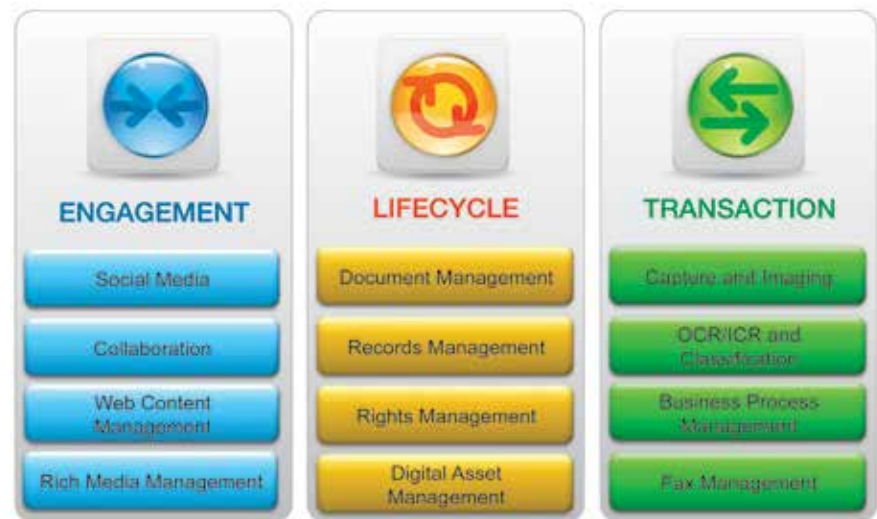 ENGAGEMENT
Social Media
Collaboration
Web Content
Management
Rich Media Management
LIFECYCLE
Document Management
Records Management
Rights Management
Digital Asset
Management
TRANSACTION
Capture and Imaging
OCR/ICR and
Classification
Business Process
Management
Fax Management